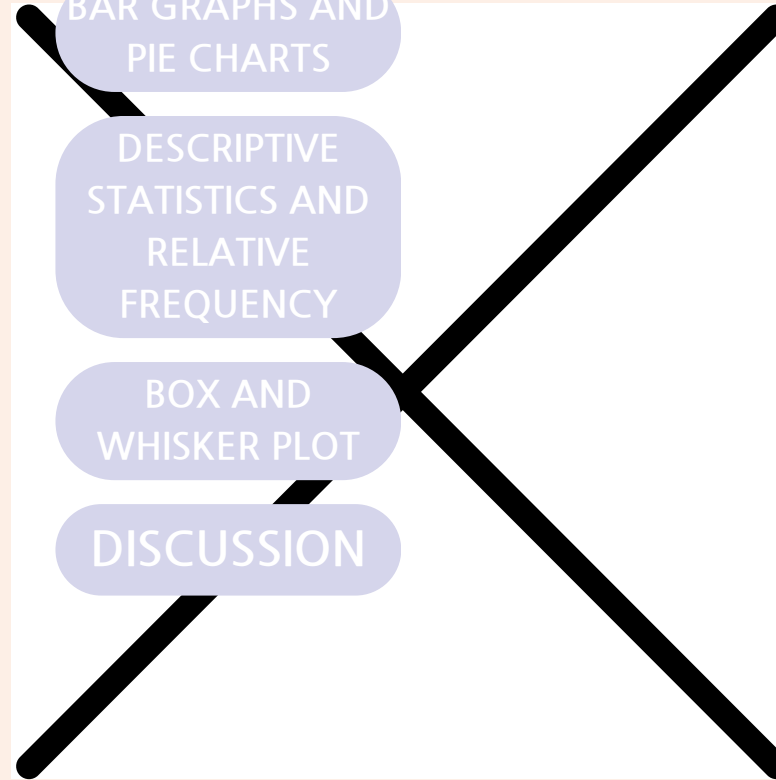 BAR GRAPHS AND
PIE CHARTS
DESCRIPTIVE
STATISTICS AND
RELATIVE
FREQUENCY
BOX AND
WHISKER PLOT
DISCUSSION